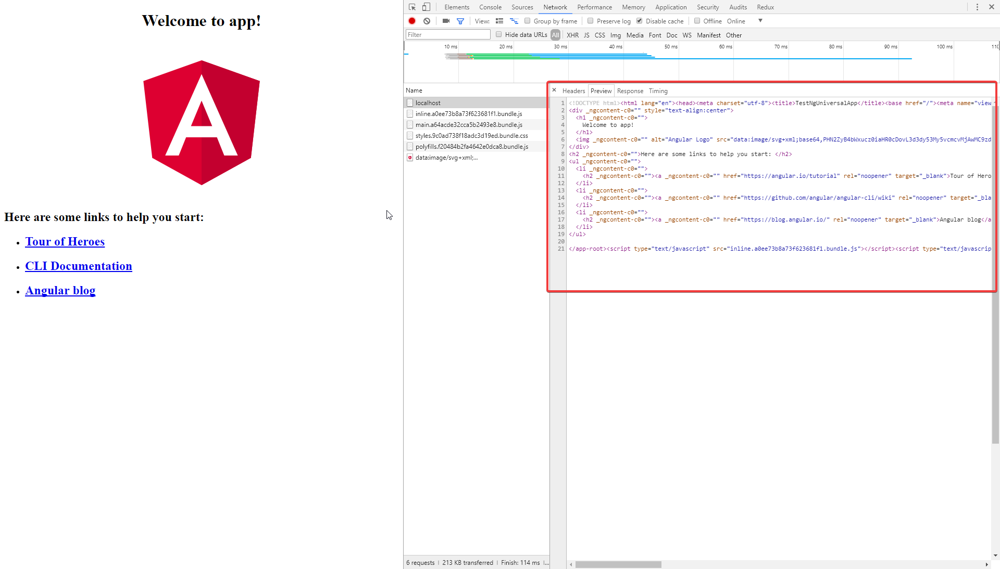 Welcome to app!
Here are some links to help you start:
Tour of Heroes
CLI Documentation
Angular blog
Elements Console Sources Network Performance Memory Application Security Audits Redux
View: Group by frame Preserve log Disable cache Offline Online
Filter Hide data URLs All XHR JS CSS Img Media Font Doc WS Manifest Other
10 ms 20 ms 30 ms 40 ms 50 ms 60 ms 70 ms 80 ms 90 ms 100 ms 110
Name
localhost
inline.a0ee73b8a73f623681f1.bundle.js
main.a64acde32cca5b2493e8.bundle.js
styles.9c0ad738f18adc3d19ed.bundle.css
polyfills.f20484b2fa4642e0dca8.bundle.js
data:image/svg+xml;...
6 requests | 213 KB transferred | Finish: 114 ms |...
Headers Preview Response Timing
1 <!DOCTYPE html><html lang="en"><head><meta charset="utf-8"><title>TestNgUniversalApp</title><base href="/"><meta name="view
2 <div _ngcontent-c0="" style="text-align:center">
3 <h1 _ngcontent-c0="">
4 Welcome to app!
5 </h1>
6 <img _ngcontent-c0="" alt="Angular Logo" src="data:image/svg+xml;base64,PHN2ZyB4bWxucz0iaHR0cDovL3d3dy53My5vcmcvMjAwMC9zd
7 </div>
8 <h2 _ngcontent-c0="">Here are some links to help you start: </h2>
9 <ul _ngcontent-c0="">
10 <li _ngcontent-c0="">
11 <h2 _ngcontent-c0=""><a _ngcontent-c0="" href="https://angular.io/tutorial" rel="noopener" target="_blank">Tour of Hero
12 </li>
13 <li _ngcontent-c0="">
14 <h2 _ngcontent-c0=""><a _ngcontent-c0="" href="https://github.com/angular/angular-cli/wiki" rel="noopener" target="_bla
15 </li>
16 <li _ngcontent-c0="">
17 <h2 _ngcontent-c0=""><a _ngcontent-c0="" href="https://blog.angular.io/" rel="noopener" target="_blank">Angular blog</a
18 </li>
19 </ul>
20
21 </app-root><script type="text/javascript" src="inline.a0ee73b8a73f623681f1.bundle.js"></script><script type="text/javascrip